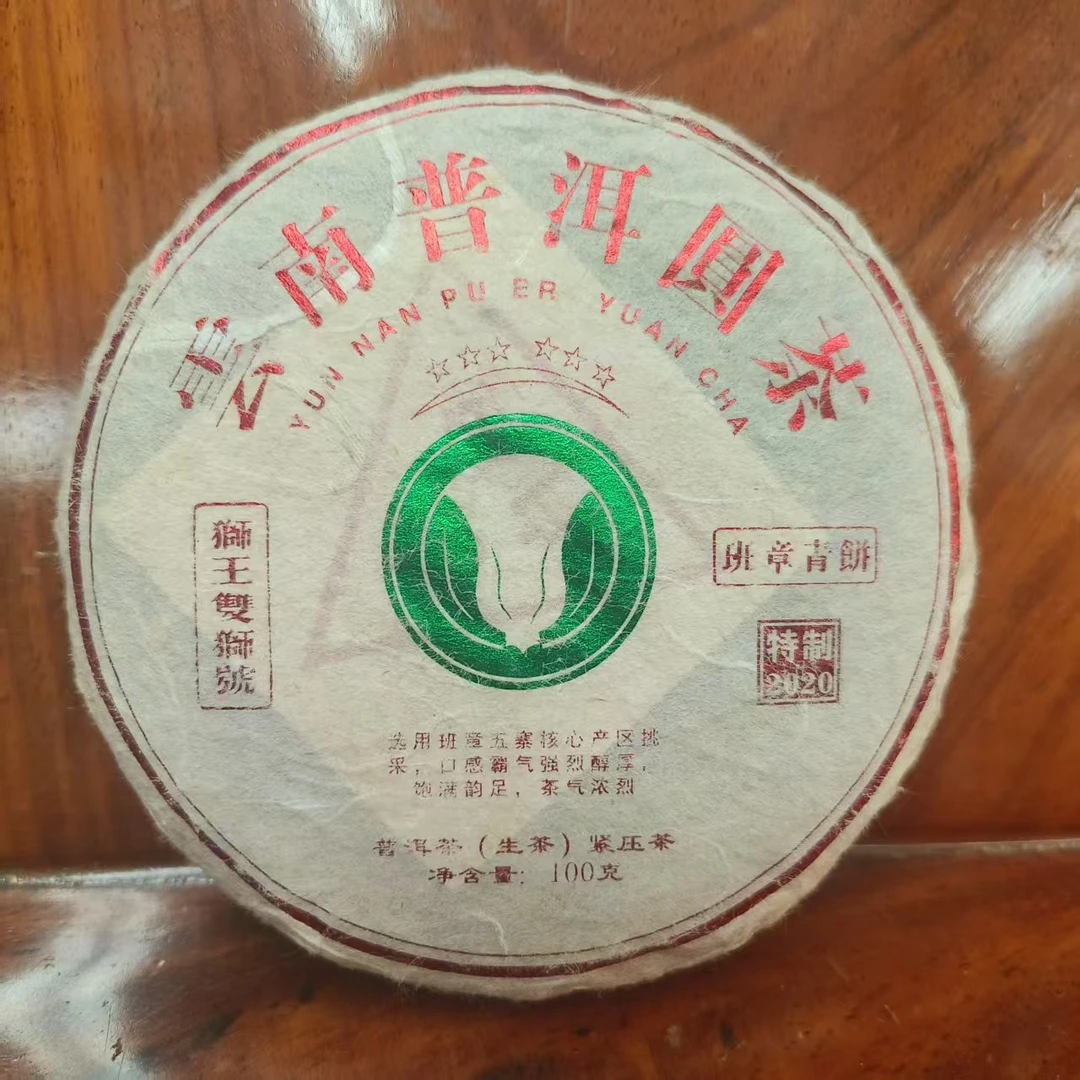 雲南普洱圓茶
YUN NAN PU ER YUAN CHA
獅王雙獅號
班章青餅
特制
2020
选用班章五寨核心产区挑
采，口感霸气强烈醇厚，
饱满韵足，茶气浓烈
普洱茶（生茶）紧压茶
净含量：100克